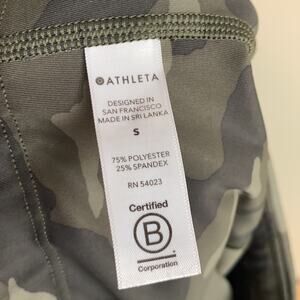 ATHLETA
DESIGNED IN
SAN FRANCISCO
MADE IN SRI LANKA
S
75% POLYESTER
25% SPANDEX
RN 54023
Certified
B
Corporation